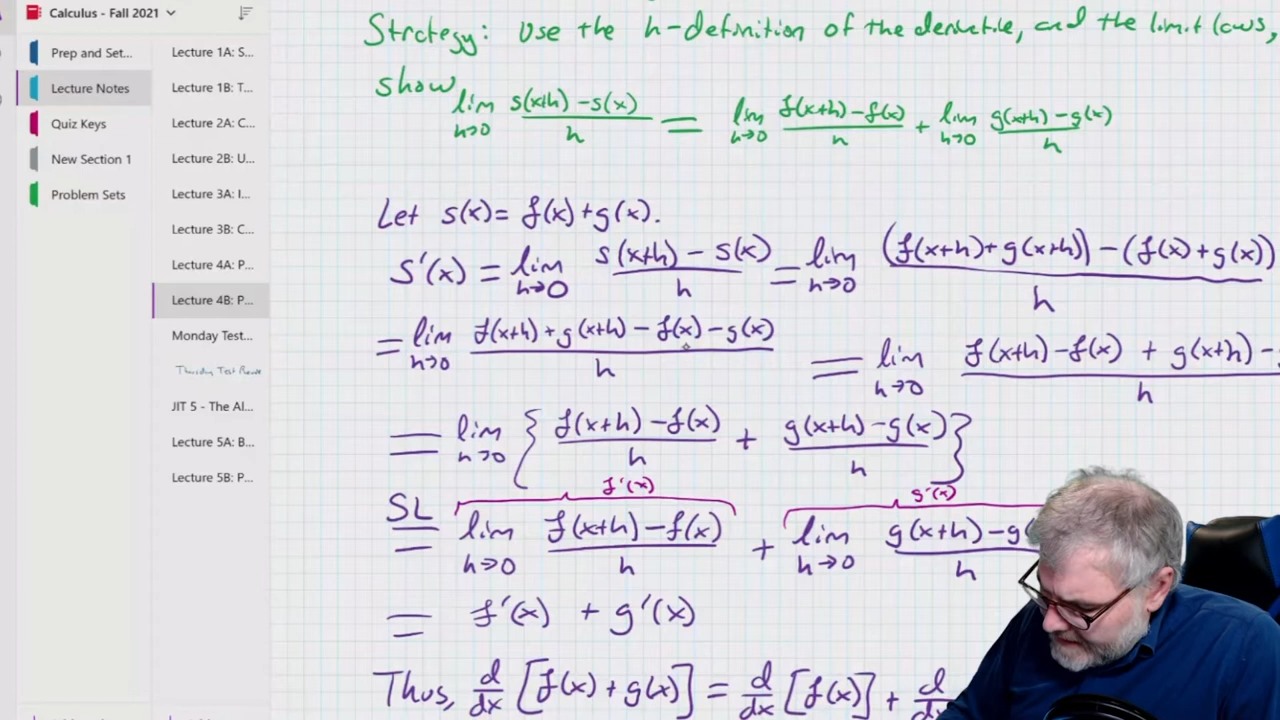 Calculus - Fall 2021
Prep and Set...
Lecture Notes
Quiz Keys
New Section 1
Problem Sets
Lecture 1A: S...
Lecture 1B: T...
Lecture 2A: C...
Lecture 2B: U...
Lecture 3A: I...
Lecture 3B: C...
Lecture 4A: P...
Lecture 4B: P...
Monday Test...
Thursday Test
JIT 5 - The Al...
Lecture 5A: B...
Lecture 5B: P...
Strategy: Use the h-definition of the derivative, and the limit laws,
show
lim h→0 s(x+h) - s(x) / h = lim h→0 f(x+h) - f(x) / h + lim h→0 g(x+h) - g(x) / h
Let s(x) = f(x) + g(x).
S'(x) = lim h→0 s(x+h) - s(x) / h = lim h→0 (f(x+h) + g(x+h)) - (f(x) + g(x)) / h
= lim h→0 f(x+h) + g(x+h) - f(x) - g(x) / h = lim h→0 f(x+h) - f(x) + g(x+h) - / h
= lim h→0 { f(x+h) - f(x) / h + g(x+h) - g(x) / h }
f'(x) g'(x)
SL = lim h→0 f(x+h) - f(x) / h + lim h→0 g(x+h) - g( / h
= f'(x) + g'(x)
Thus, d/dx [f(x) + g(x)] = d/dx [f(x)] + d/dx